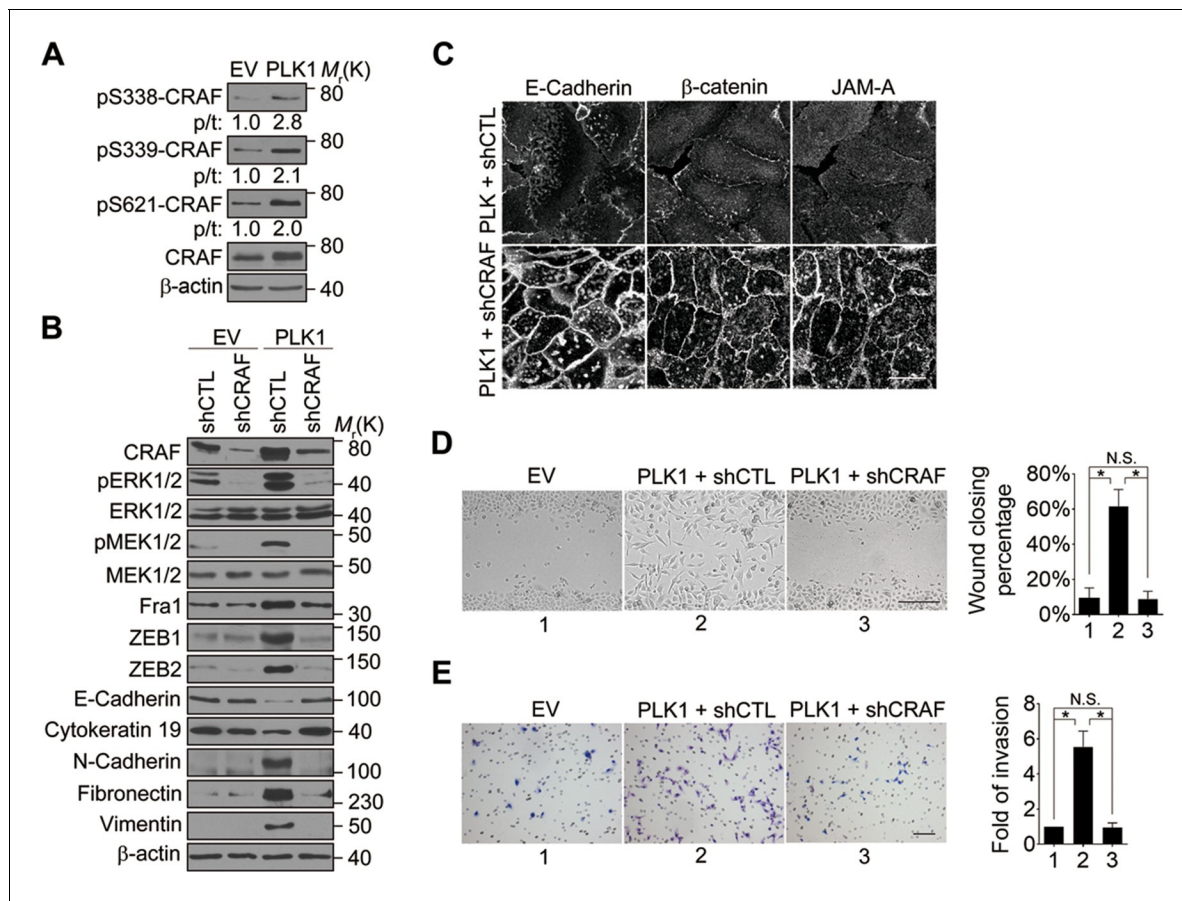 A
EV PLK1 Mr(K)
pS338-CRAF 80
p/t: 1.0 2.8
pS339-CRAF 80
p/t: 1.0 2.1
pS621-CRAF 80
p/t: 1.0 2.0
CRAF 80
β-actin 40
B
EV PLK1
shCTL shCRAF shCTL shCRAF
Mr(K)
CRAF 80
pERK1/2 40
ERK1/2 40
pMEK1/2 50
MEK1/2 50
Fra1 30
ZEB1 150
ZEB2 150
E-Cadherin 100
Cytokeratin 19 40
N-Cadherin 100
Fibronectin 230
Vimentin 50
β-actin 40
C
E-Cadherin β-catenin JAM-A
PLK + shCTL
PLK1 + shCRAF
D
EV PLK1 + shCTL PLK1 + shCRAF
1 2 3
Wound closing
percentage
80%
60%
40%
20%
0%
N.S.
* *
1 2 3
E
EV PLK1 + shCTL PLK1 + shCRAF
1 2 3
Fold of invasion
8
6
4
2
0
N.S.
* *
1 2 3